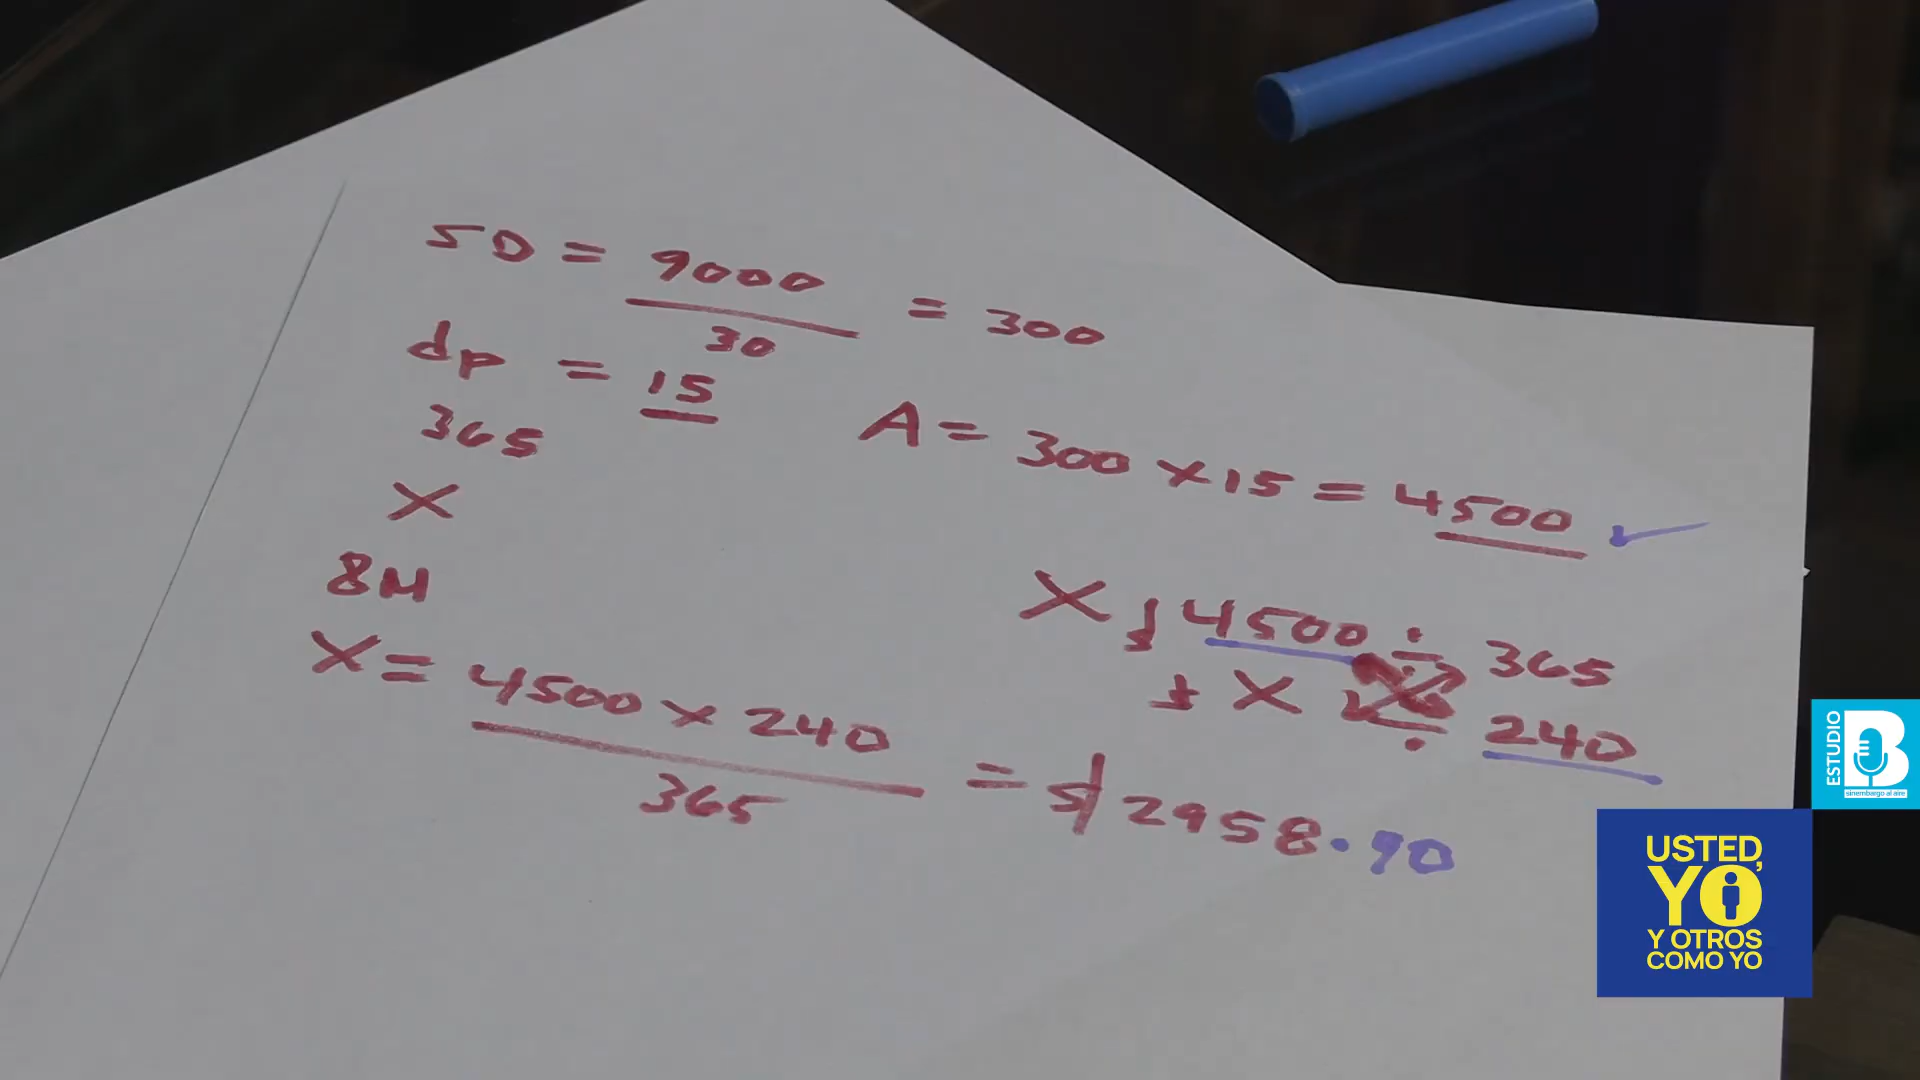 SD = 9000 / 30 = 300
dp = 15
365
A = 300 x 15 = 4500 ✓
X
8M
X = 4500 x 240 / 365 = $ 2958.90
X $ 4500 ÷ 365
$ X ÷ 240
ESTUDIO B
sinembargo al aire
USTED,
YO
Y OTROS
COMO YO